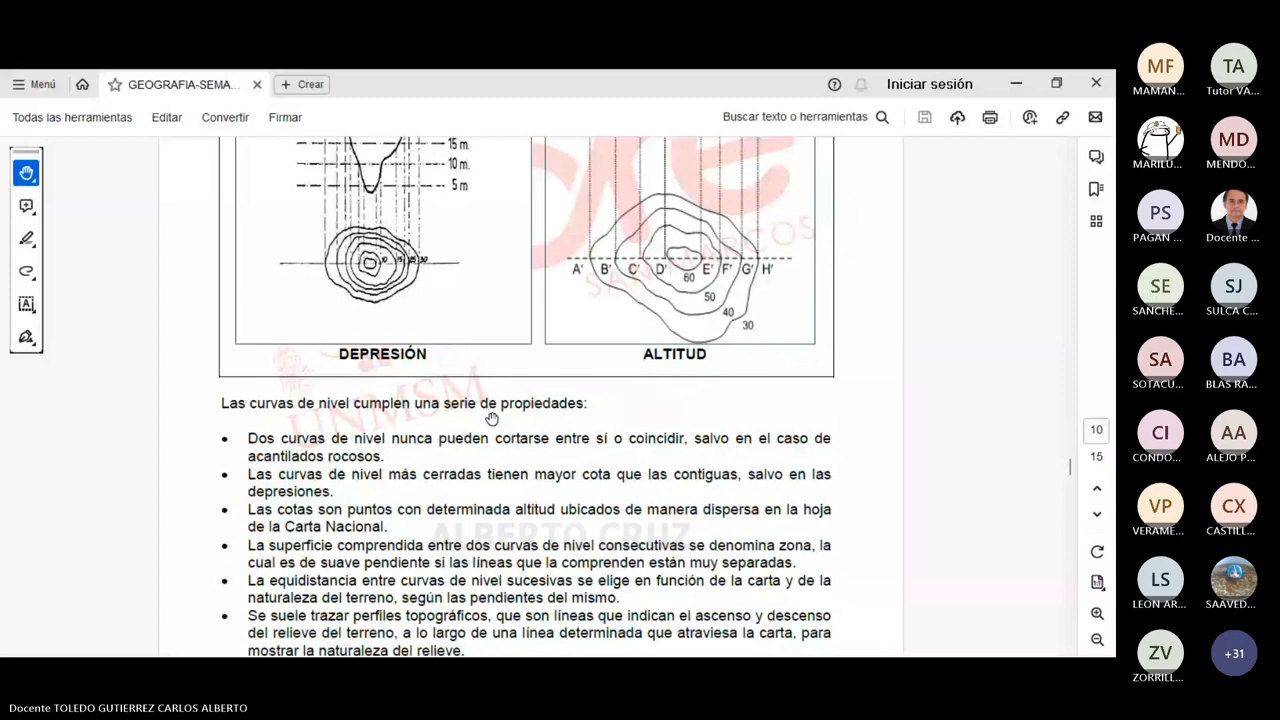 Menú
GEOGRAFIA-SEMA...
Crear
Iniciar sesión
Todas las herramientas
Editar
Convertir
Firmar
Buscar texto o herramientas
15 m.
10 m.
5 m
10
30
DEPRESIÓN
A' B' C' D' E' F' G' H'
60
50
40
30
ALTITUD
SAN MARCOS
UNMSM
Las curvas de nivel cumplen una serie de propiedades:
• Dos curvas de nivel nunca pueden cortarse entre sí o coincidir, salvo en el caso de
acantilados rocosos.
• Las curvas de nivel más cerradas tienen mayor cota que las contiguas, salvo en las
depresiones.
• Las cotas son puntos con determinada altitud ubicados de manera dispersa en la hoja
de la Carta Nacional.
ALBERTO CRUZ
• La superficie comprendida entre dos curvas de nivel consecutivas se denomina zona, la
cual es de suave pendiente si las líneas que la comprenden están muy separadas.
• La equidistancia entre curvas de nivel sucesivas se elige en función de la carta y de la
naturaleza del terreno, según las pendientes del mismo.
• Se suele trazar perfiles topográficos, que son líneas que indican el ascenso y descenso
del relieve del terreno, a lo largo de una línea determinada que atraviesa la carta, para
mostrar la naturaleza del relieve.
10
15
MF
MAMAN...
TA
Tutor VA...
MARILU...
MD
MENDO...
PS
PAGAN ...
Docente ...
SE
SANCHE...
SJ
SULCA C...
SA
SOTACU...
BA
BLAS RA...
CI
CONDO...
AA
ALEJO P...
VP
VERAME...
CX
CASTILL...
LS
LEON AR...
SAAVED...
ZV
ZORRILL...
+31
Docente TOLEDO GUTIERREZ CARLOS ALBERTO